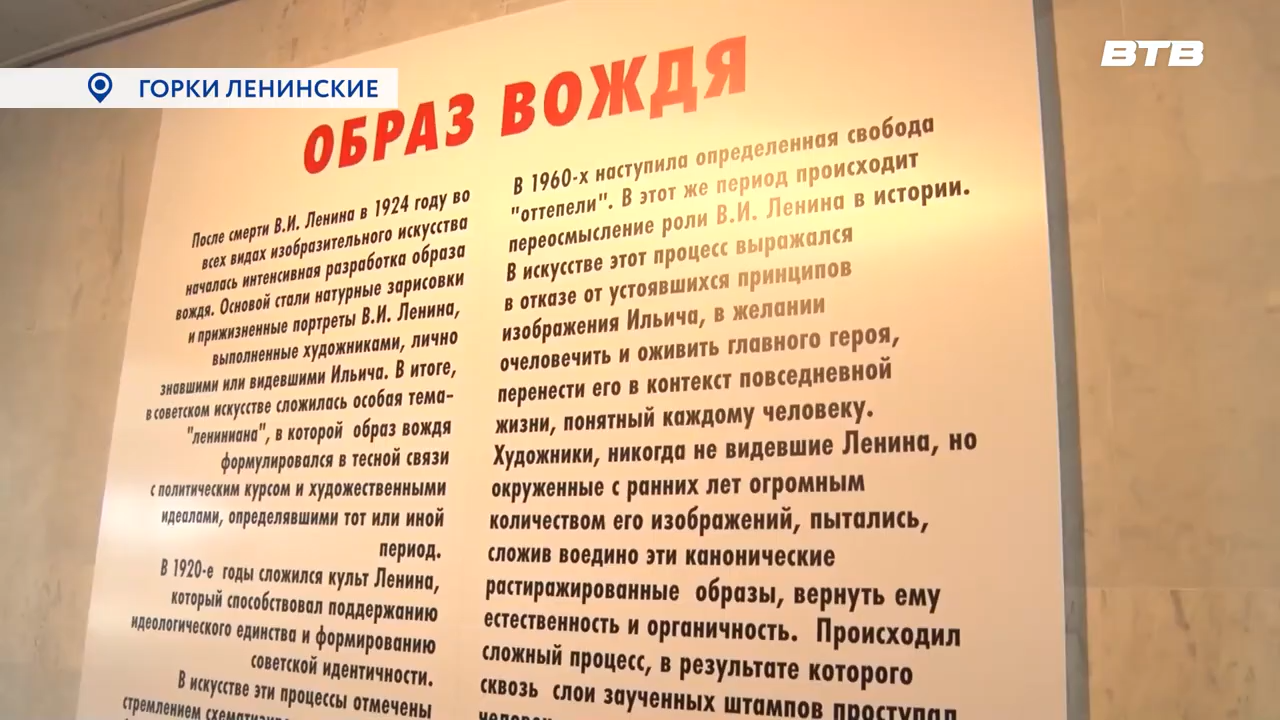 ВТВ
ГОРКИ ЛЕНИНСКИЕ
ОБРАЗ ВОЖДЯ
После смерти В.И. Ленина в 1924 году во
всех видах изобразительного искусства
началась интенсивная разработка образа
вождя. Основой стали натурные зарисовки
и прижизненные портреты В.И. Ленина,
выполненные художниками, лично
знавшими или видевшими Ильича. В итоге,
в советском искусстве сложилась особая тема-
"лениниана", в которой образ вождя
формулировался в тесной связи
с политическим курсом и художественными
идеалами, определявшими тот или иной
период.
В 1920-е годы сложился культ Ленина,
который способствовал поддержанию
идеологического единства и формированию
советской идентичности.
В искусстве эти процессы отмечены
стремлением
В 1960-х наступила определенная свобода
"оттепели". В этот же период происходит
переосмысление роли В.И. Ленина в истории.
В искусстве этот процесс выражался
в отказе от устоявшихся принципов
изображения Ильича, в желании
очеловечить и оживить главного героя,
перенести его в контекст повседневной
жизни, понятный каждому человеку.
Художники, никогда не видевшие Ленина, но
окруженные с ранних лет огромным
количеством его изображений, пытались,
сложив воедино эти канонические
растиражированные образы, вернуть ему
естественность и органичность. Происходил
сложный процесс, в результате которого
сквозь слои заученных штампов проступал